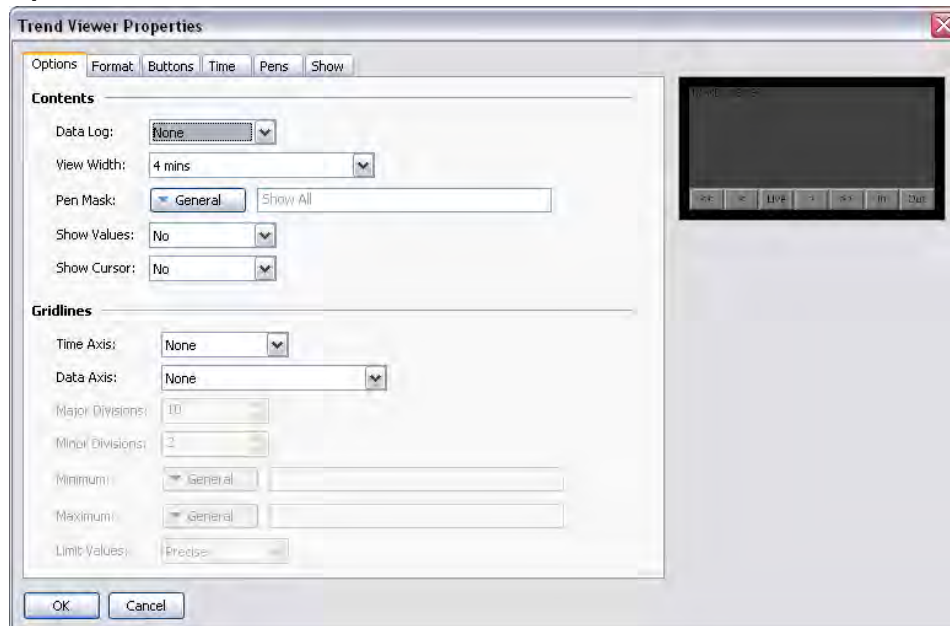 Trend Viewer Properties
Options Format Buttons Time Pens Show
Contents
Data Log: None
View Width: 4 mins
Pen Mask: General Show All
Show Values: No
Show Cursor: No
Gridlines
Time Axis: None
Data Axis: None
Major Divisions: 10
Minor Divisions: 2
Minimum: General
Maximum: General
Limit Values: Precise
<< < Live > >> In Out
OK Cancel